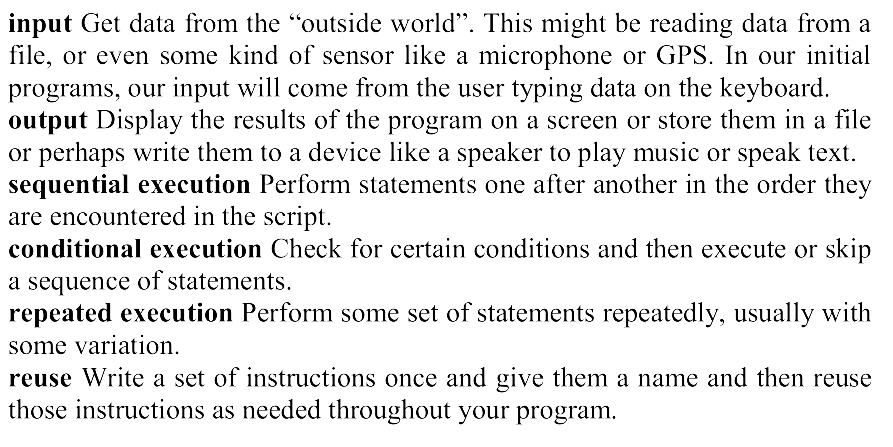 input Get data from the “outside world”. This might be reading data from a
file, or even some kind of sensor like a microphone or GPS. In our initial
programs, our input will come from the user typing data on the keyboard.
output Display the results of the program on a screen or store them in a file
or perhaps write them to a device like a speaker to play music or speak text.
sequential execution Perform statements one after another in the order they
are encountered in the script.
conditional execution Check for certain conditions and then execute or skip
a sequence of statements.
repeated execution Perform some set of statements repeatedly, usually with
some variation.
reuse Write a set of instructions once and give them a name and then reuse
those instructions as needed throughout your program.